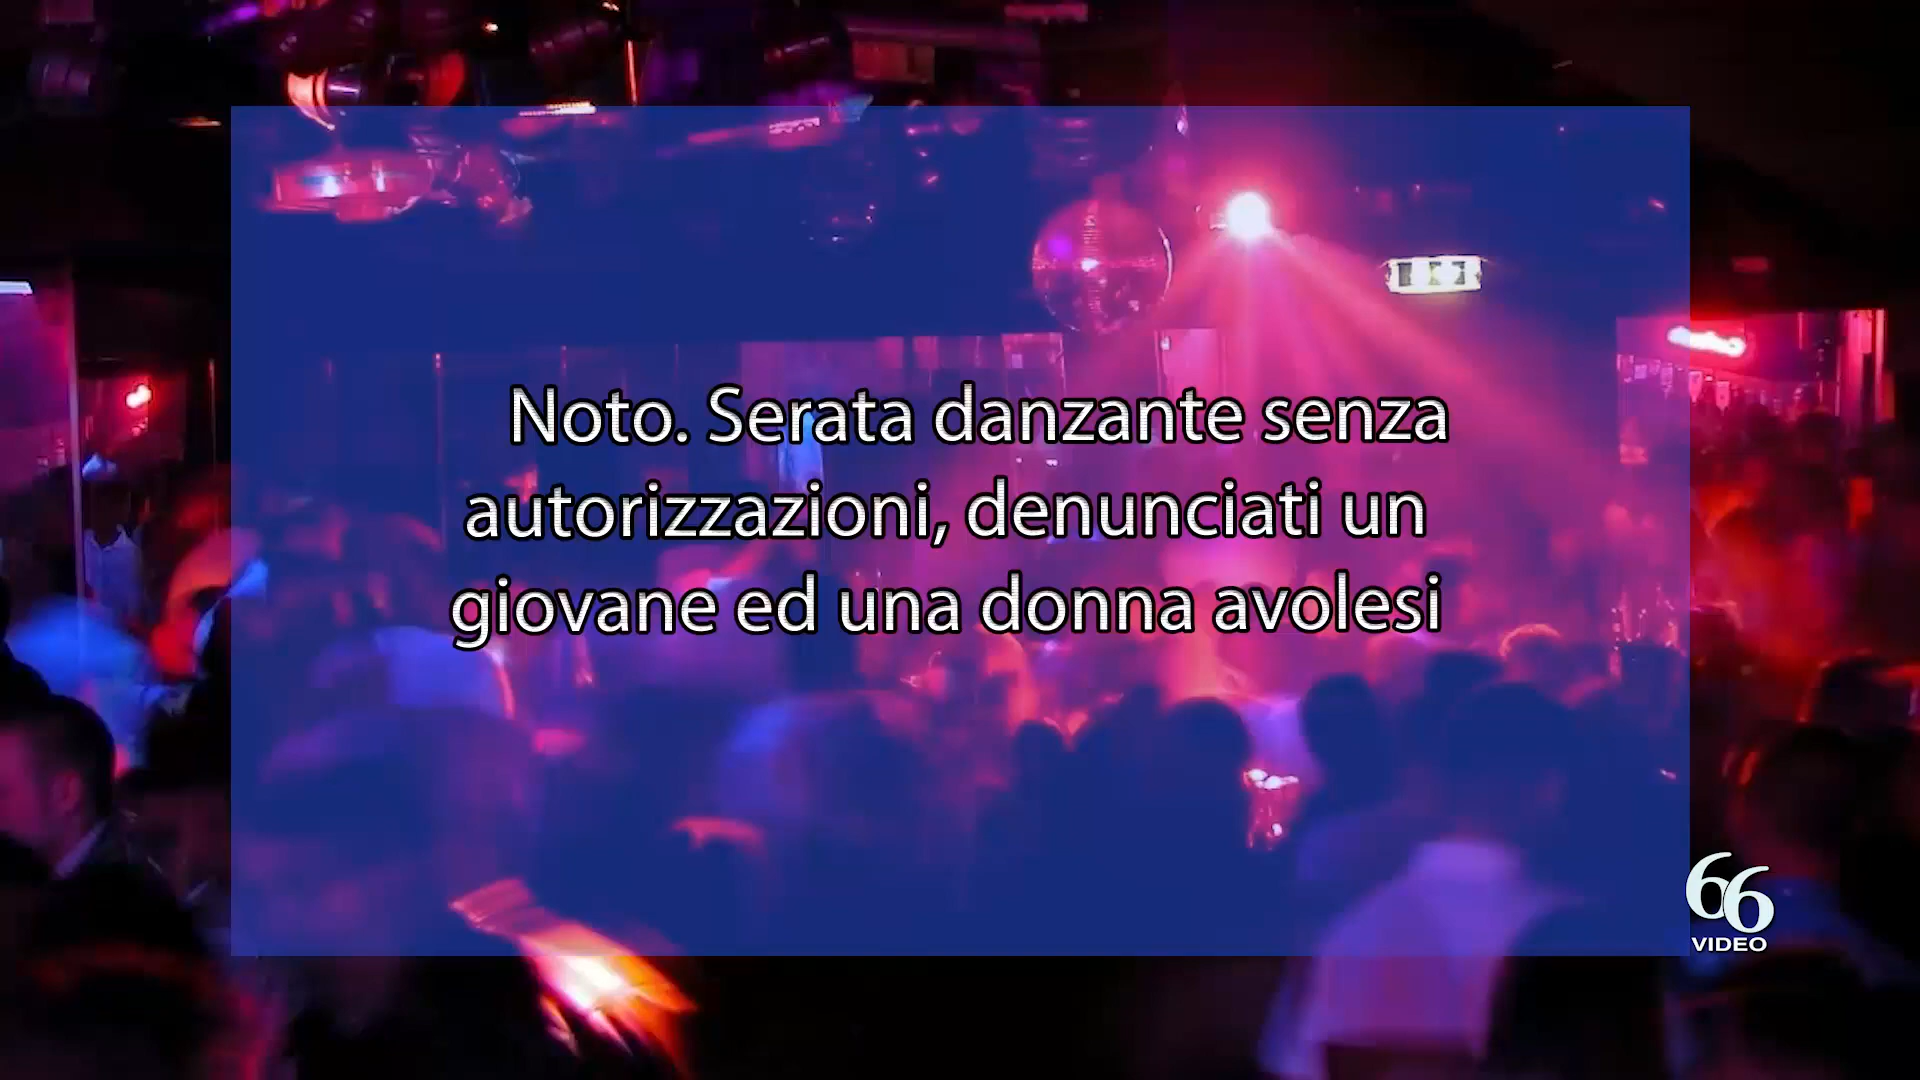 Noto. Serata danzante senza
autorizzazioni, denunciati un
giovane ed una donna avolesi
66
VIDEO